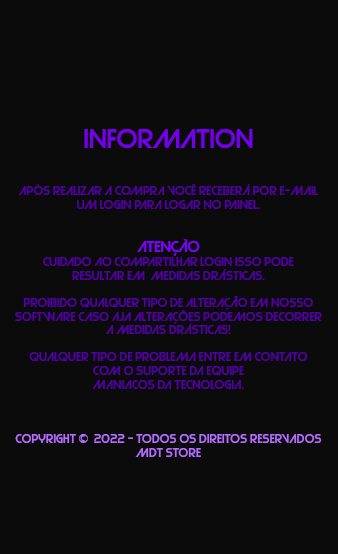 INFORMATION
APÓS REALIZAR A COMPRA VOCÊ RECEBERÁ POR E-MAIL
UM LOGIN PARA LOGAR NO PAINEL.
ATENÇÃO
CUIDADO AO COMPARTILHAR LOGIN ISSO PODE
RESULTAR EM MEDIDAS DRÁSTICAS.
PROIBIDO QUALQUER TIPO DE ALTERAÇÃO EM NOSSO
SOFTWARE CASO AJA ALTERAÇÕES PODEMOS DECORRER
A MEDIDAS DRÁSTICAS!
QUALQUER TIPO DE PROBLEMA ENTRE EM CONTATO
COM O SUPORTE DA EQUIPE
MANIACOS DA TECNOLOGIA.
COPYRIGHT © 2022 - TODOS OS DIREITOS RESERVADOS
MDT STORE